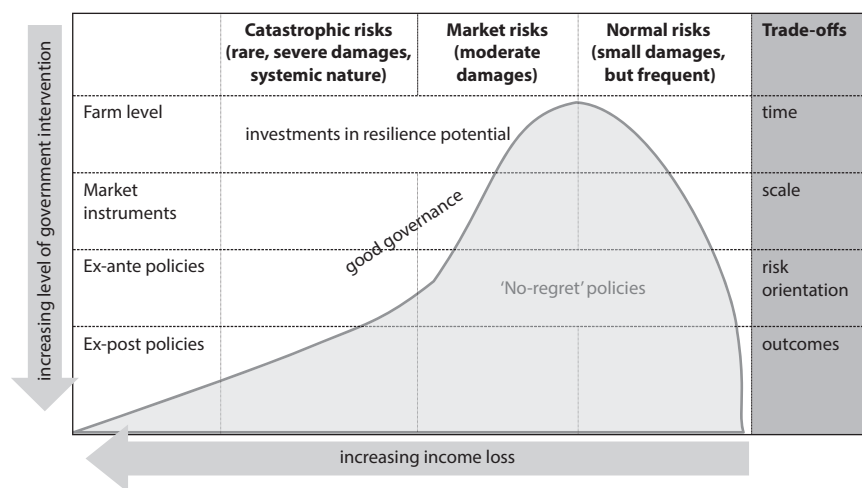 Catastrophic risks
(rare, severe damages,
systemic nature)
Market risks
(moderate
damages)
Normal risks
(small damages,
but frequent)
Trade-offs
increasing level of government intervention
Farm level
investments in resilience potential
time
Market
instruments
good governance
scale
Ex-ante policies
'No-regret' policies
risk
orientation
Ex-post policies
outcomes
increasing income loss